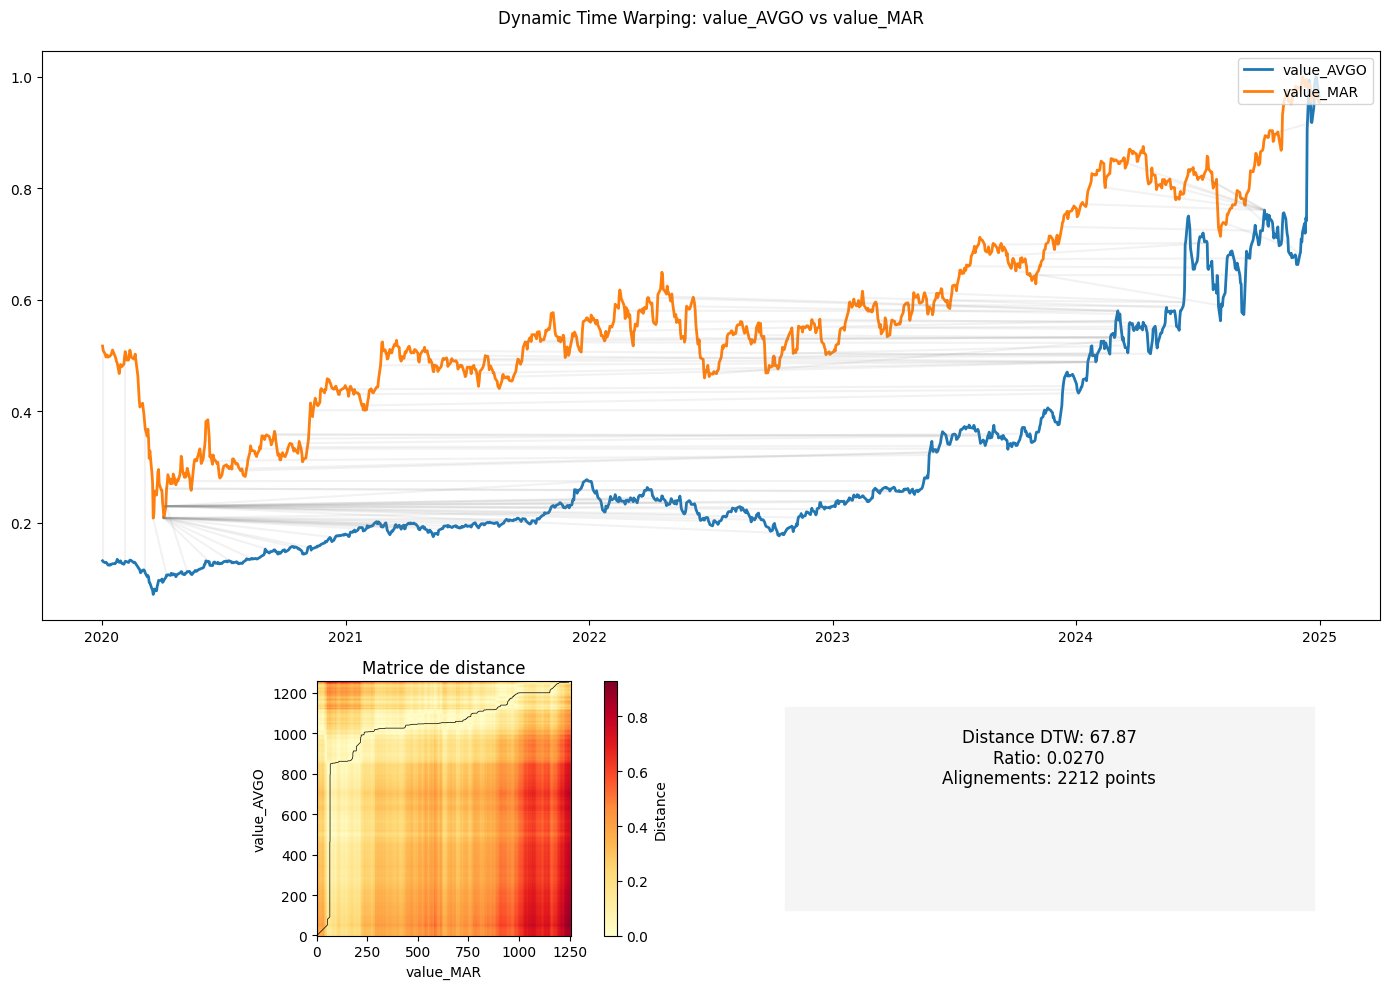 Dynamic Time Warping: value_AVGO vs value_MAR
value_AVGO
value_MAR
1.0
0.8
0.6
0.4
0.2
2020 2021 2022 2023 2024 2025
Matrice de distance
value_AVGO
1200
1000
800
600
400
200
0
0 250 500 750 1000 1250
value_MAR
0.8
0.6
0.4
0.2
0.0
Distance
Distance DTW: 67.87
Ratio: 0.0270
Alignements: 2212 points